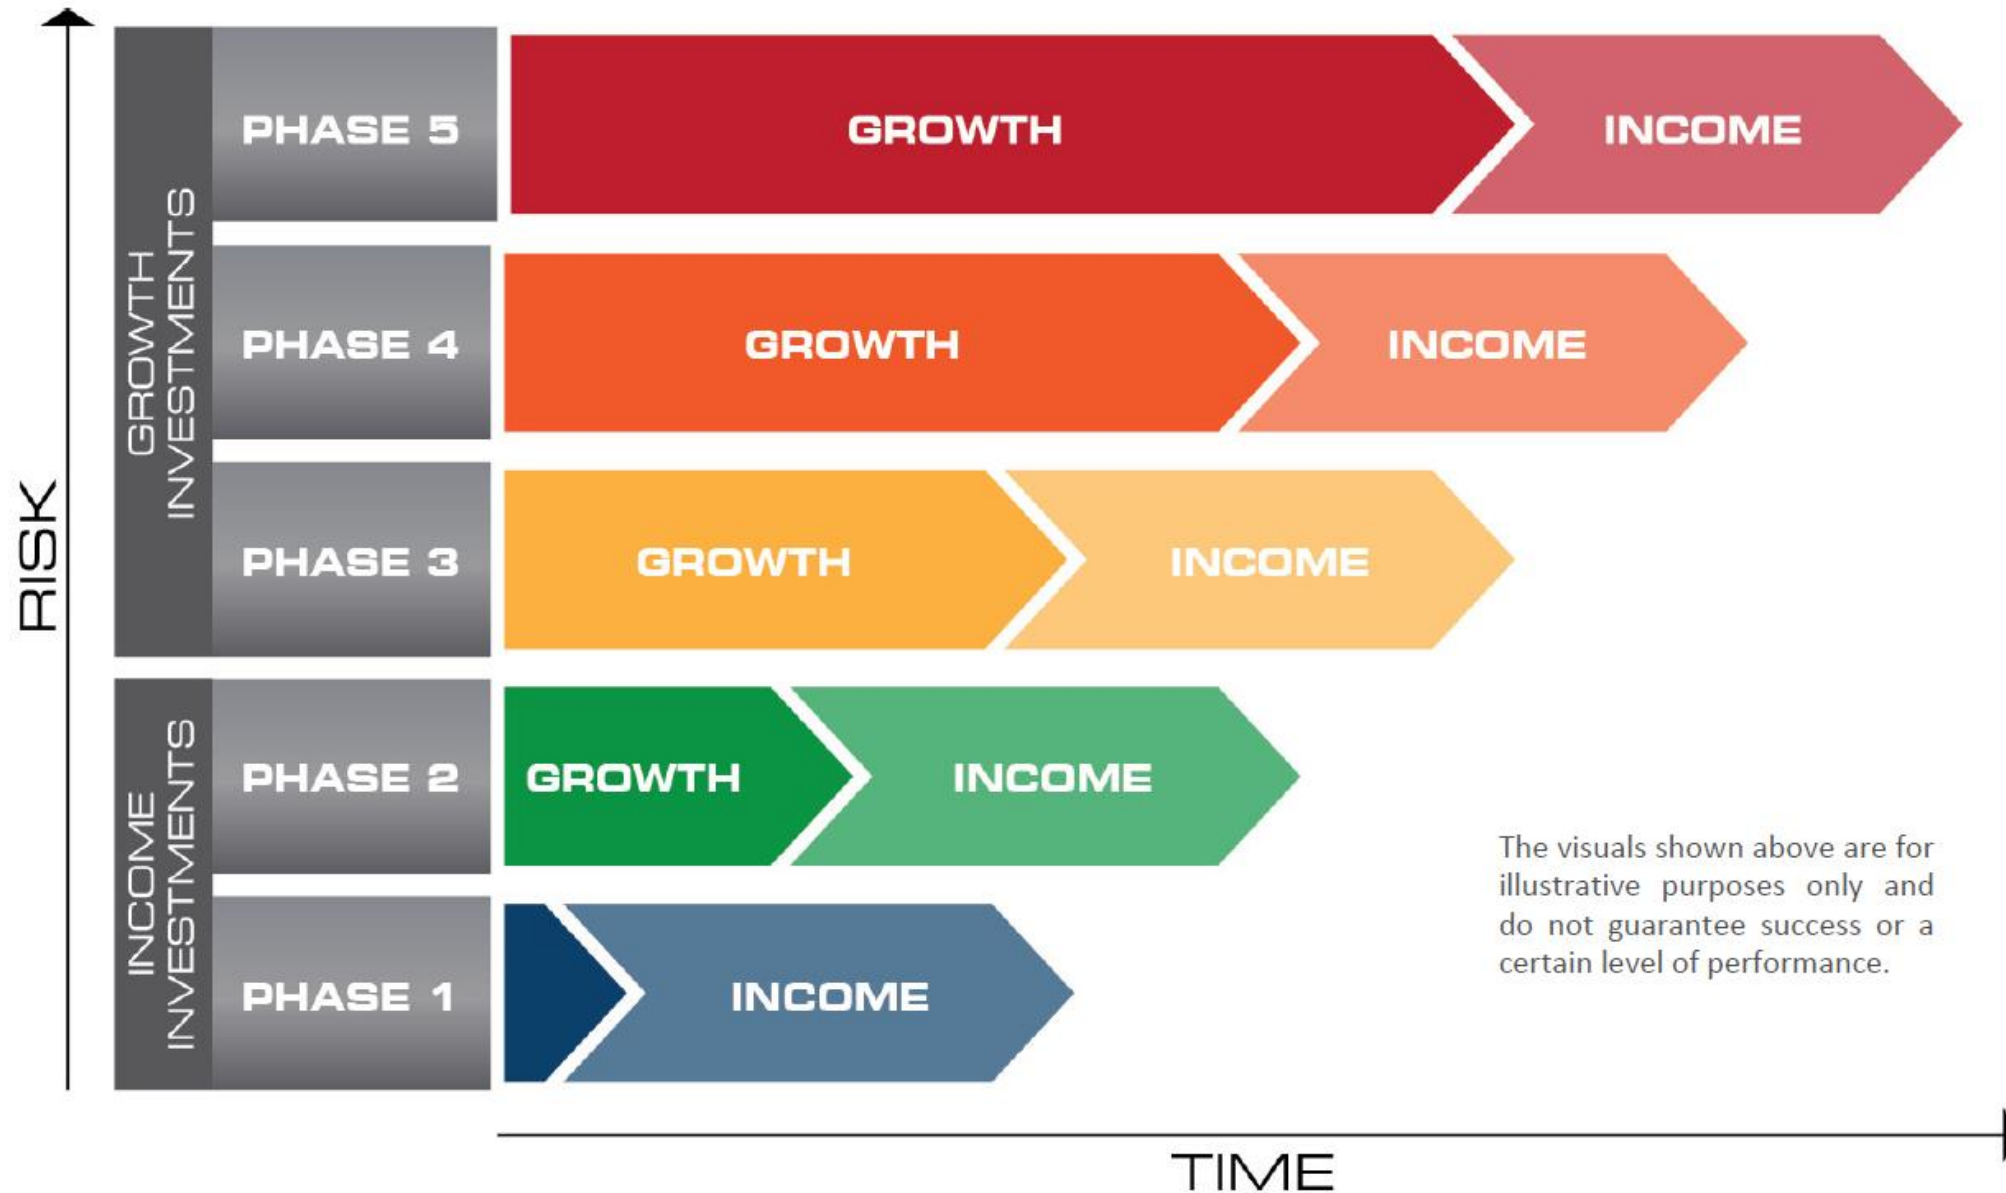 RISK
GROWTH
INVESTMENTS
PHASE 5
GROWTH
INCOME
PHASE 4
GROWTH
INCOME
PHASE 3
GROWTH
INCOME
INCOME
INVESTMENTS
PHASE 2
GROWTH
INCOME
PHASE 1
INCOME
The visuals shown above are for
illustrative purposes only and
do not guarantee success or a
certain level of performance.
TIME